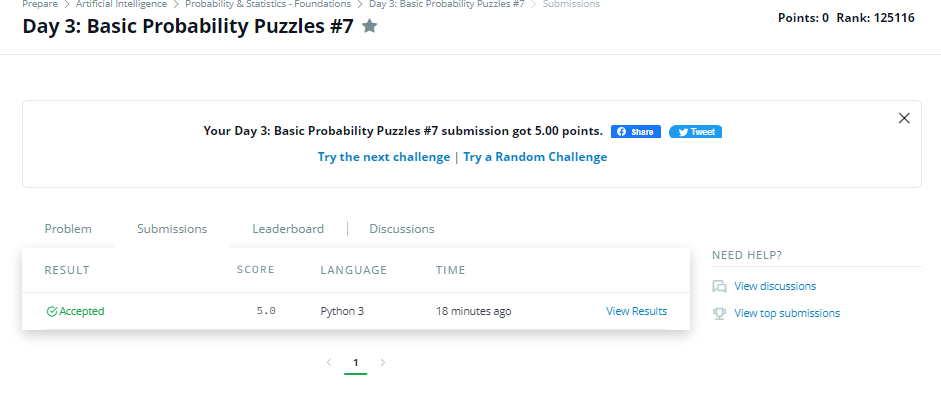 Prepare > Artificial Intelligence > Probability & Statistics - Foundations > Day 3: Basic Probability Puzzles #7 > Submissions
Day 3: Basic Probability Puzzles #7
Points: 0 Rank: 125116
Your Day 3: Basic Probability Puzzles #7 submission got 5.00 points. Share Tweet
Try the next challenge | Try a Random Challenge
Problem Submissions Leaderboard | Discussions
RESULT SCORE LANGUAGE TIME
Accepted 5.0 Python 3 18 minutes ago View Results
< 1 >
NEED HELP?
View discussions
View top submissions